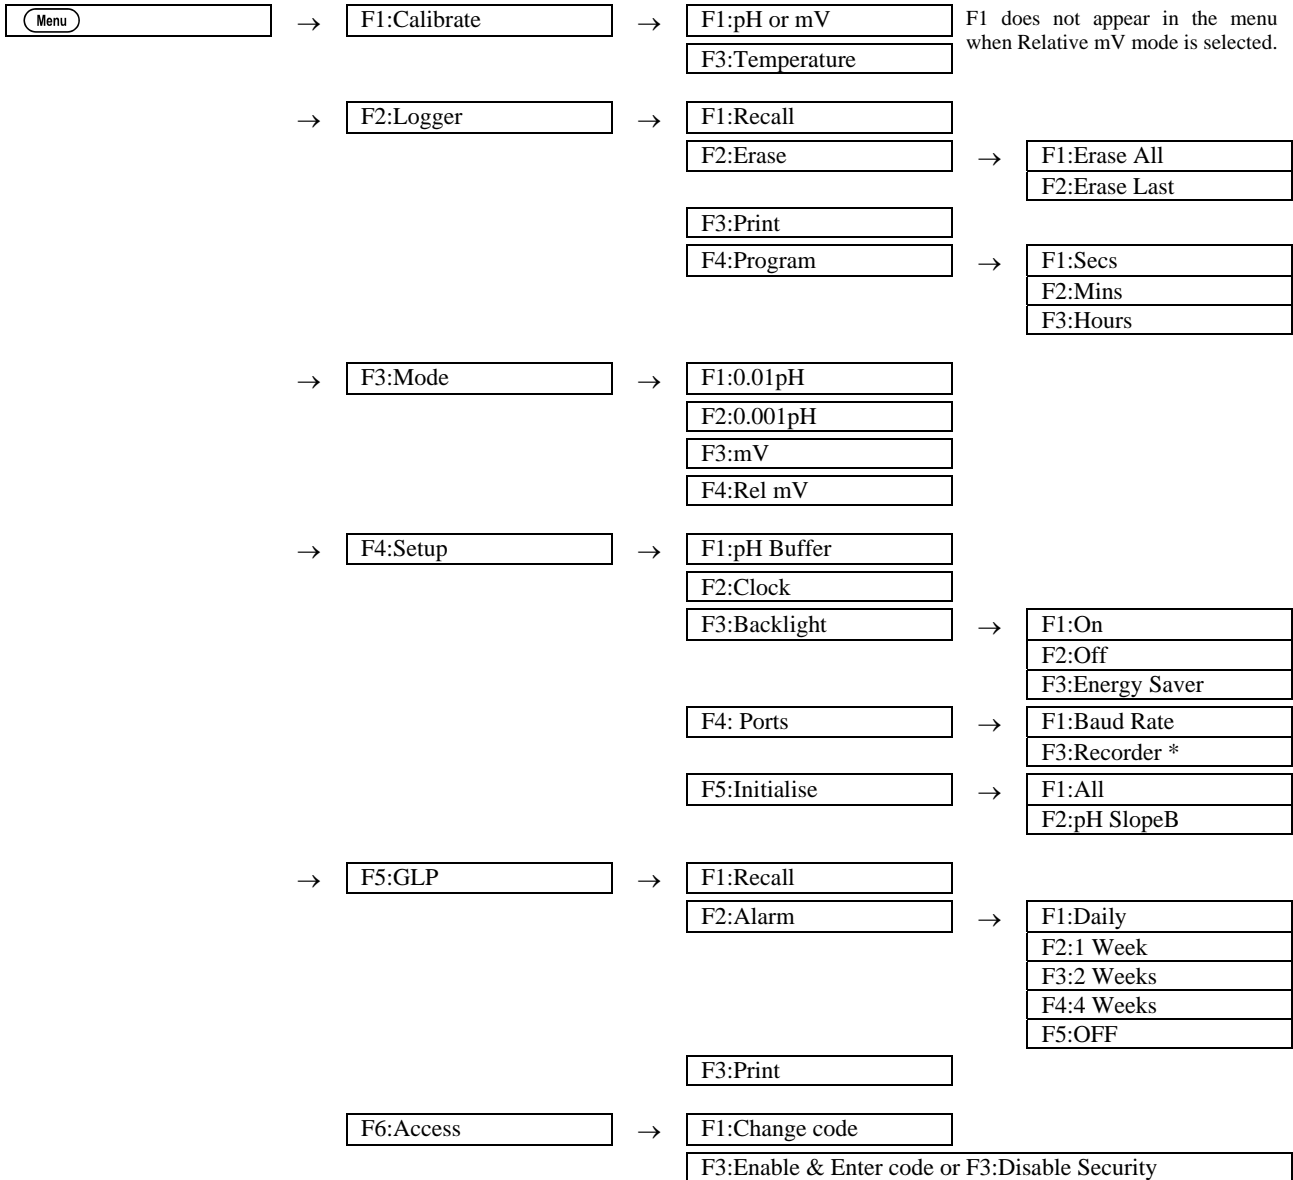 Menu → F1:Calibrate → F1:pH or mV F1 does not appear in the menu
when Relative mV mode is selected.
F3:Temperature
→ F2:Logger → F1:Recall
F2:Erase → F1:Erase All
F2:Erase Last
F3:Print
F4:Program → F1:Secs
F2:Mins
F3:Hours
→ F3:Mode → F1:0.01pH
F2:0.001pH
F3:mV
F4:Rel mV
→ F4:Setup → F1:pH Buffer
F2:Clock
F3:Backlight → F1:On
F2:Off
F3:Energy Saver
F4: Ports → F1:Baud Rate
F3:Recorder *
F5:Initialise → F1:All
F2:pH SlopeB
→ F5:GLP → F1:Recall
F2:Alarm → F1:Daily
F2:1 Week
F3:2 Weeks
F4:4 Weeks
F5:OFF
F3:Print
F6:Access → F1:Change code
F3:Enable & Enter code or F3:Disable Security